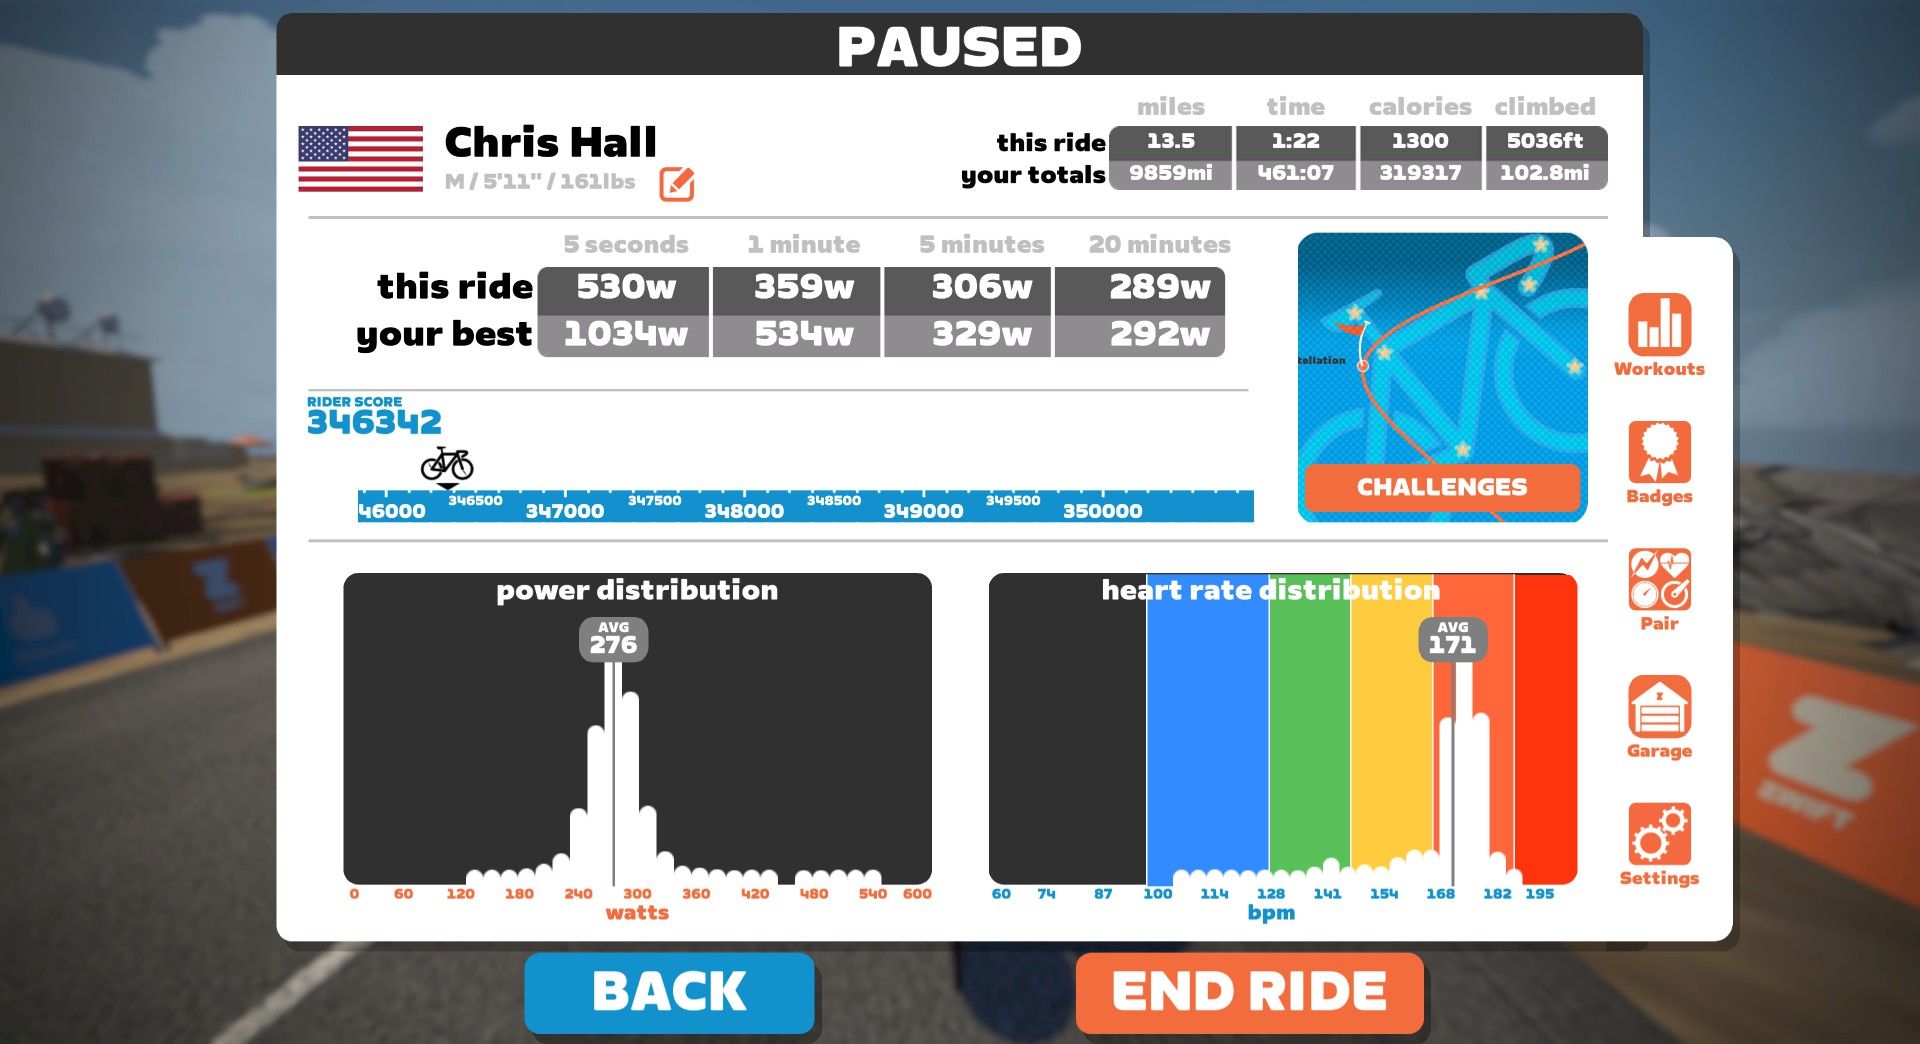 PAUSED
miles time calories climbed
Chris Hall
M / 5'11" / 161lbs
this ride 13.5 1:22 1300 5036ft
your totals 9859mi 461:07 319317 102.8mi
5 seconds 1 minute 5 minutes 20 minutes
this ride 530w 359w 306w 289w
your best 1034w 534w 329w 292w
tellation
CHALLENGES
RIDER SCORE
346342
346500 347500 348500 349500
46000 347000 348000 349000 350000
power distribution
AVG
276
0 60 120 180 240 300 360 420 480 540 600
watts
heart rate distribution
AVG
171
60 74 87 100 114 128 141 154 168 182 195
bpm
Workouts
Badges
Pair
Z
Garage
Settings
ZWIFT
BACK
END RIDE